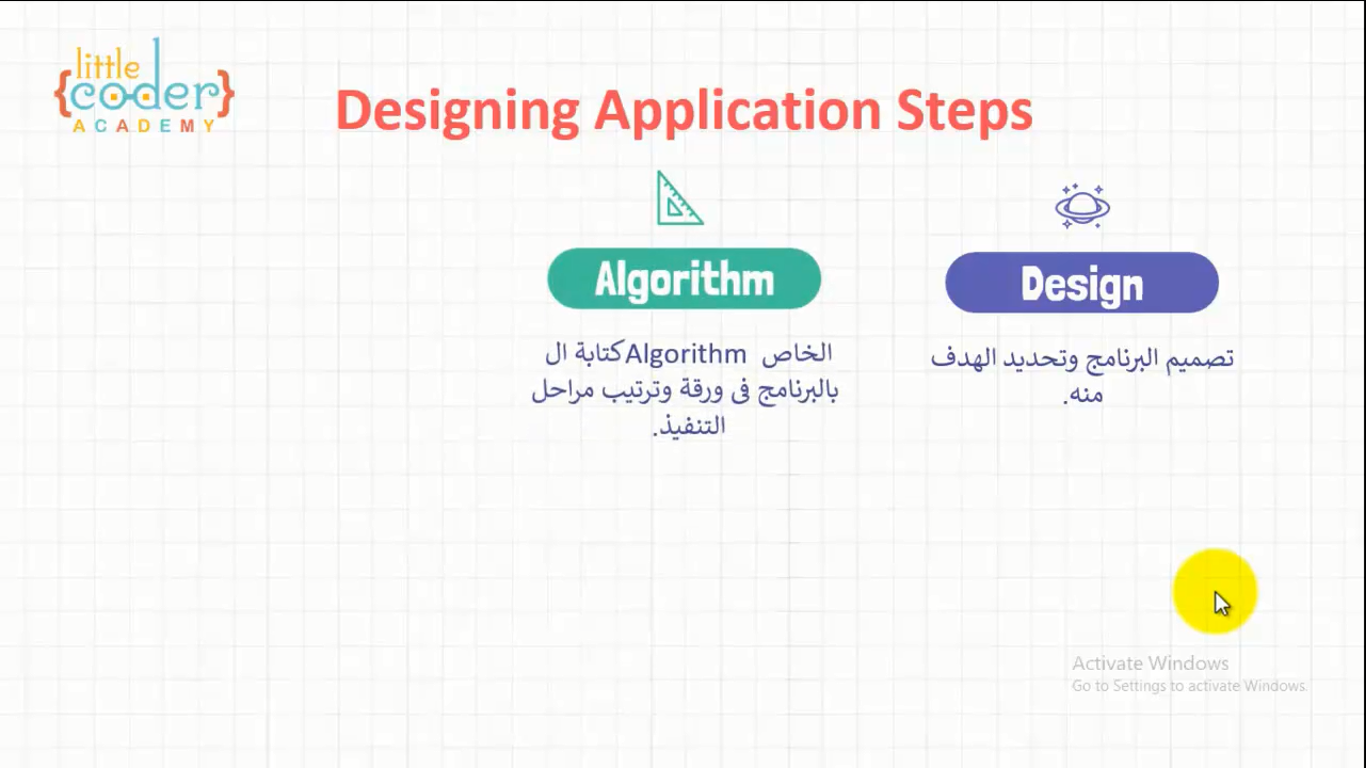 little
{coder}
ACADEMY
Designing Application Steps
Design
تصميم البرنامج وتحديد الهدف
منه.
Algorithm
كتابة ال Algorithm الخاص
بالبرنامج فى ورقة وترتيب مراحل
التنفيذ.
Activate Windows
Go to Settings to activate Windows.